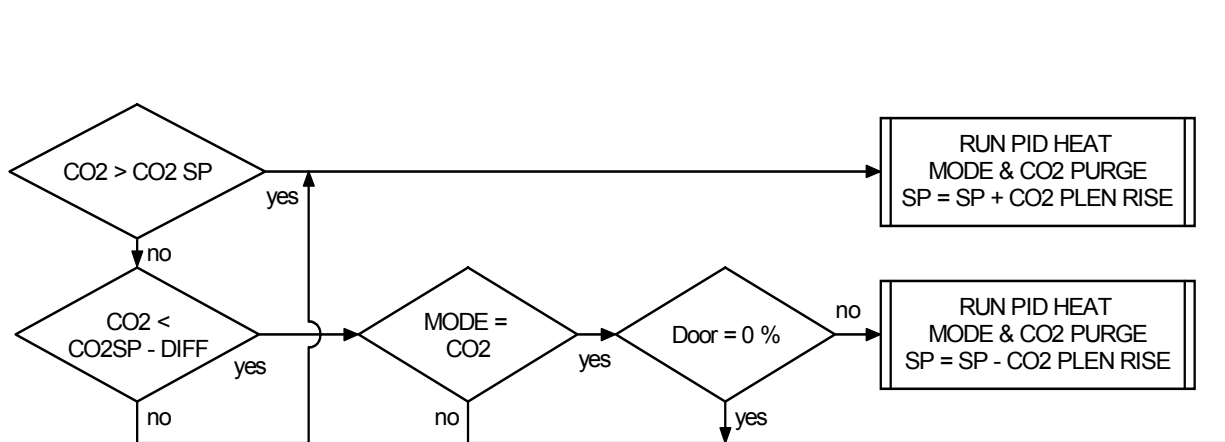 CO2 > CO2 SP
yes
RUN PID HEAT
MODE & CO2 PURGE
SP = SP + CO2 PLEN RISE
no
CO2 <
CO2SP - DIFF
yes
MODE =
CO2
yes
Door = 0 %
no
RUN PID HEAT
MODE & CO2 PURGE
SP = SP - CO2 PLEN RISE
no
no
yes